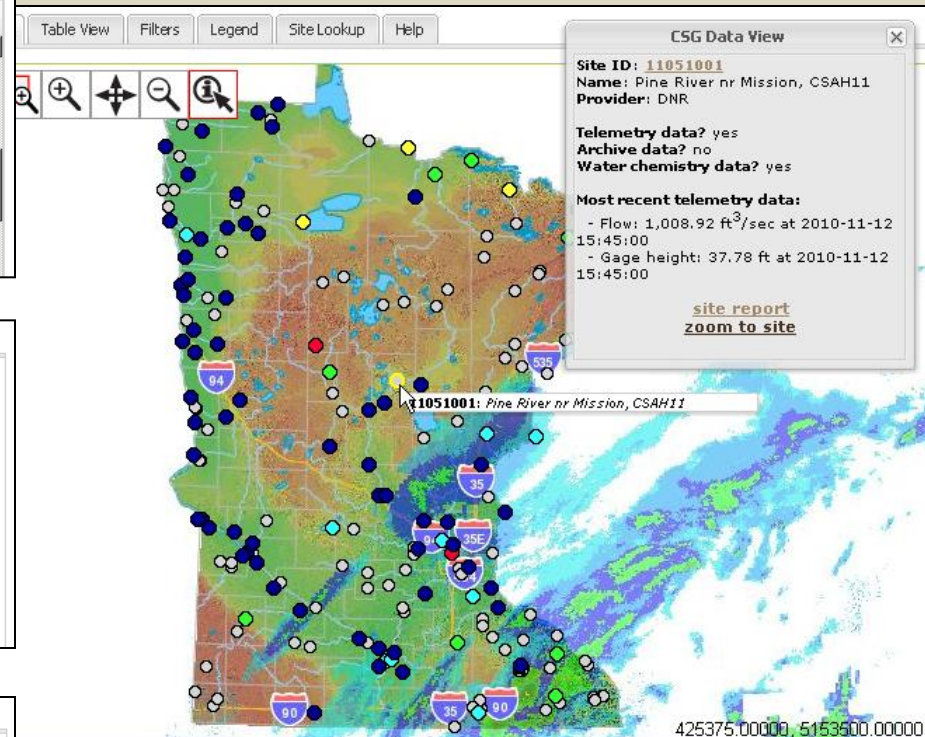 Table View Filters Legend Site Lookup Help
CSG Data View
Site ID: 11051001
Name: Pine River nr Mission, CSAH11
Provider: DNR
Telemetry data? yes
Archive data? no
Water chemistry data? yes
Most recent telemetry data:
- Flow: 1,008.92 ft3/sec at 2010-11-12
15:45:00
- Gage height: 37.78 ft at 2010-11-12
15:45:00
site report
zoom to site
535
94
11051001: Pine River nr Mission, CSAH11
35
35E
90
35
90
425375.00000, 5153500.00000